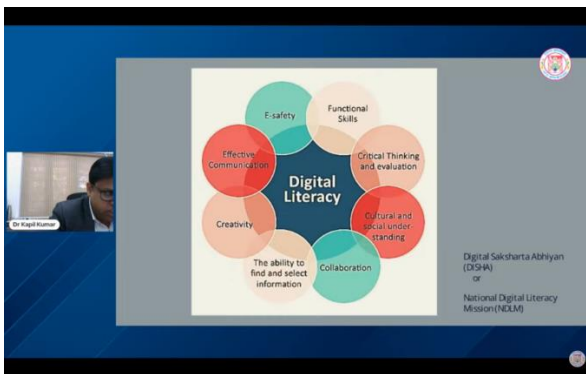 E-safety
Functional
Skills
Effective
Communication
Critical Thinking
and evaluation
Digital
Literacy
Creativity
Cultural and
social under-
standing
The ability to
find and select
information
Collaboration
Digital Saksharta Abhiyan
(DISHA)
or
National Digital Literacy
Mission (NDLM)
Dr Kapil Kumar